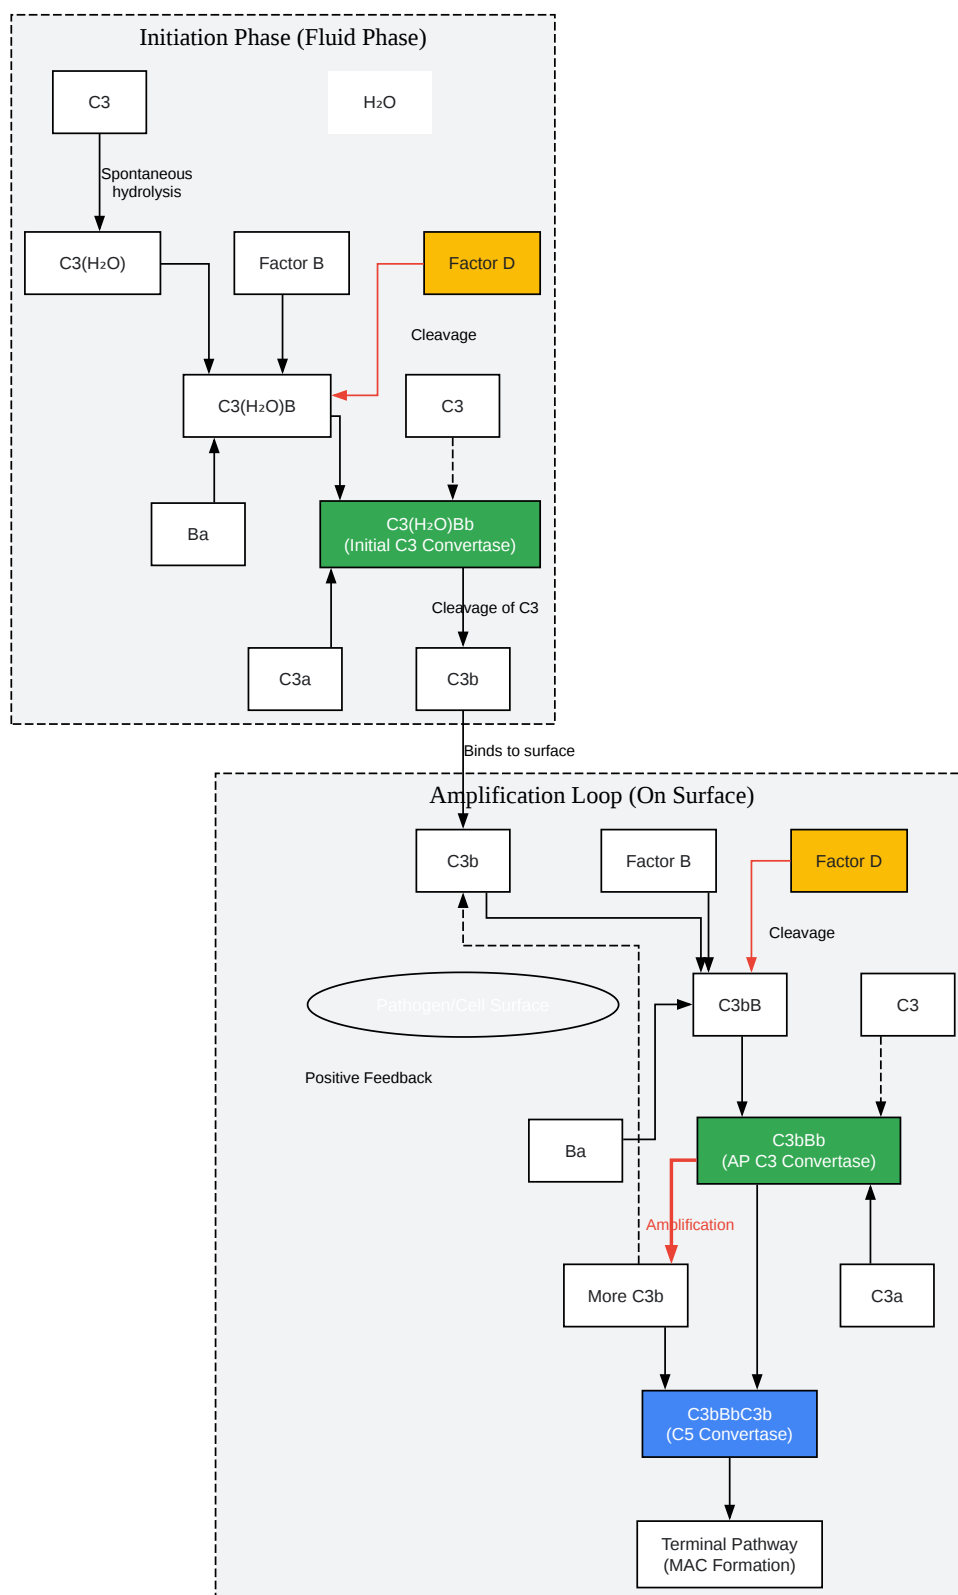 Initiation Phase (Fluid Phase)
C3
H₂O
Spontaneous
hydrolysis
C3(H₂O)
Factor B
Factor D
Cleavage
C3(H₂O)B
C3
Ba
C3(H₂O)Bb
(Initial C3 Convertase)
Cleavage of C3
C3a
C3b
Binds to surface
Amplification Loop (On Surface)
C3b
Factor B
Factor D
Cleavage
Pathogen/Cell Surface
C3bB
C3
Positive Feedback
Ba
C3bBb
(AP C3 Convertase)
Amplification
More C3b
C3a
C3bBbC3b
(C5 Convertase)
Terminal Pathway
(MAC Formation)